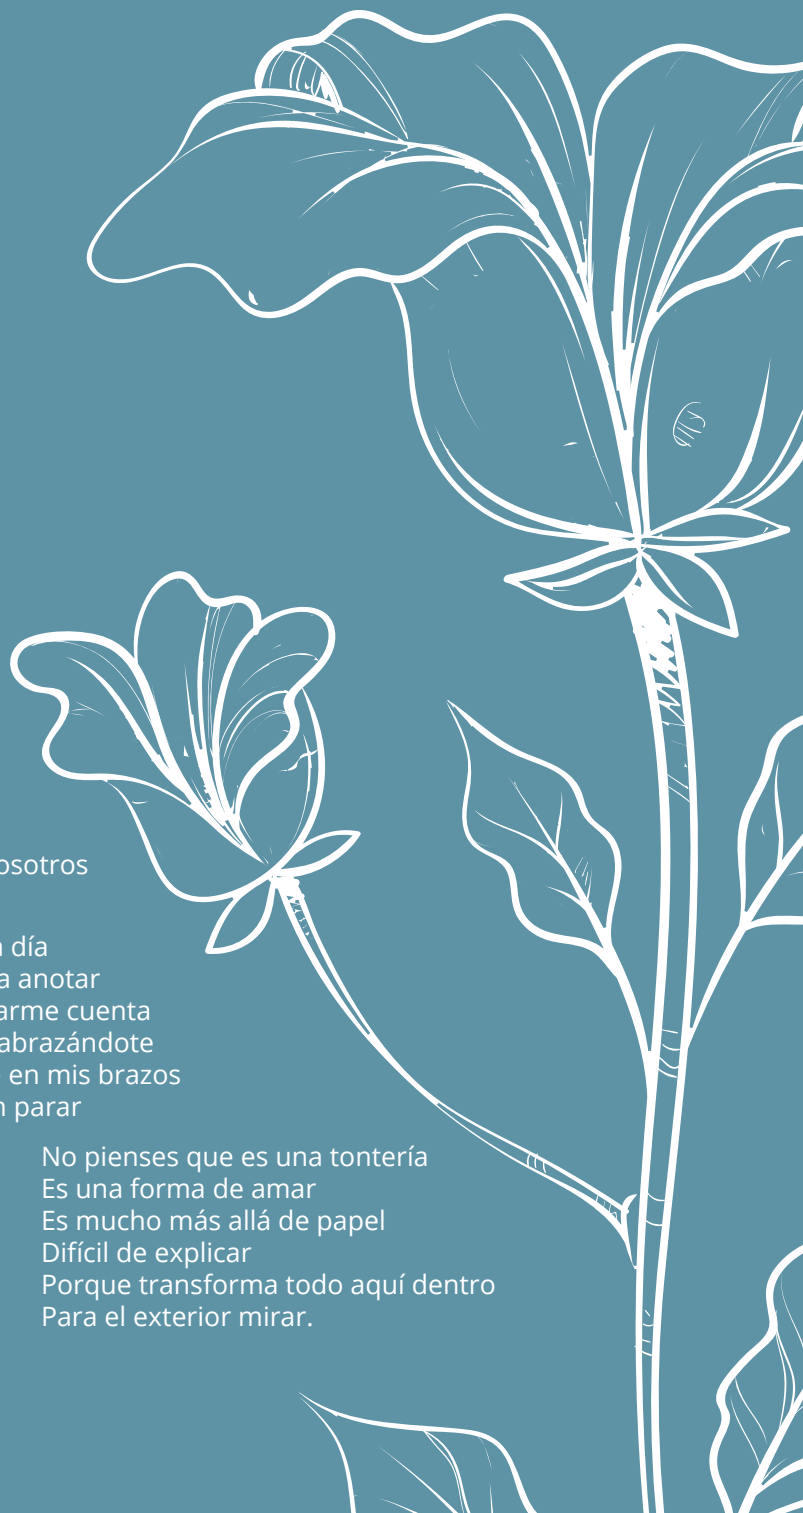 osotros
día
a anotar
arme cuenta
abrazándote
en mis brazos
parar
No pienses que es una tontería
Es una forma de amar
Es mucho más allá de papel
Difícil de explicar
Porque transforma todo aquí dentro
Para el exterior mirar.